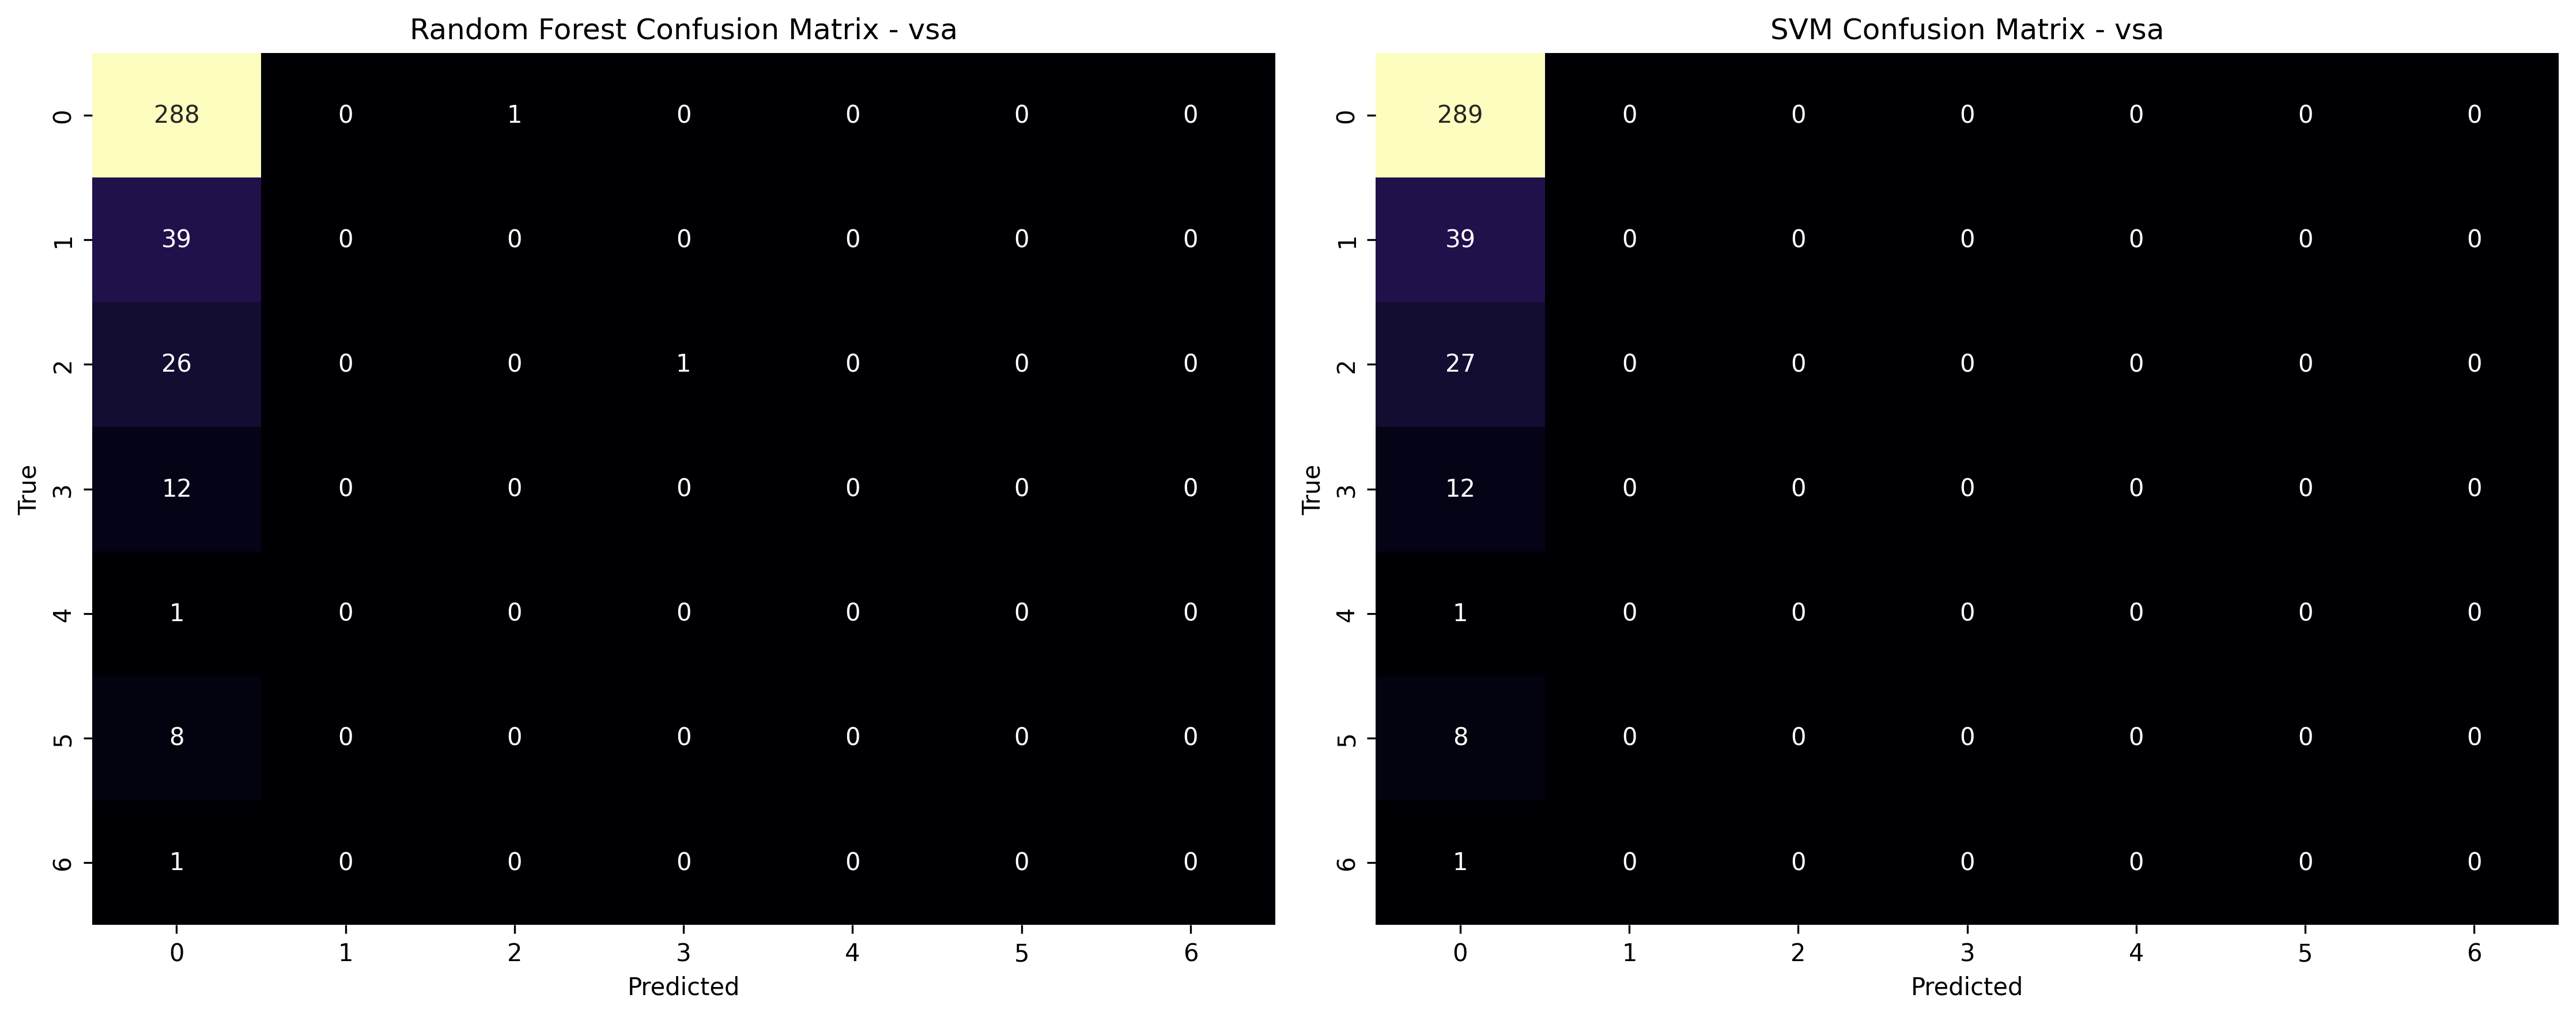 Random Forest Confusion Matrix - vsa
True
0 288 0 1 0 0 0 0
1 39 0 0 0 0 0 0
2 26 0 0 1 0 0 0
3 12 0 0 0 0 0 0
4 1 0 0 0 0 0 0
5 8 0 0 0 0 0 0
6 1 0 0 0 0 0 0
0 1 2 3 4 5 6
Predicted
SVM Confusion Matrix - vsa
True
0 289 0 0 0 0 0 0
1 39 0 0 0 0 0 0
2 27 0 0 0 0 0 0
3 12 0 0 0 0 0 0
4 1 0 0 0 0 0 0
5 8 0 0 0 0 0 0
6 1 0 0 0 0 0 0
0 1 2 3 4 5 6
Predicted